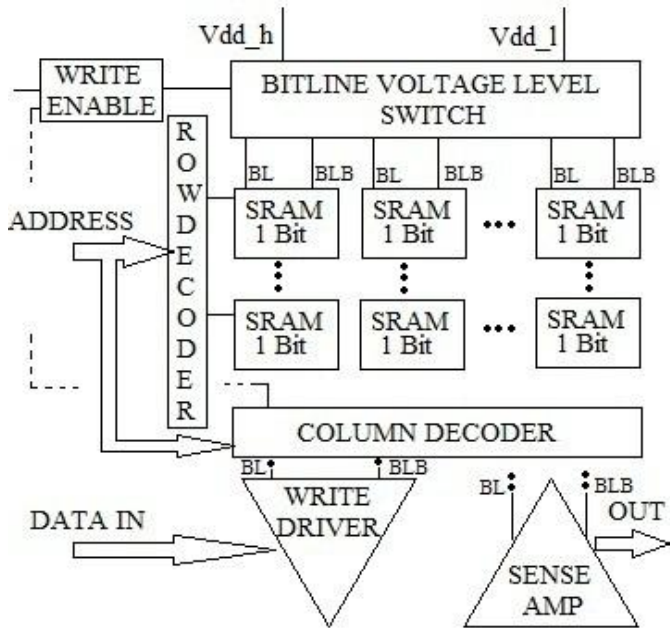 Vdd_h Vdd_l
WRITE
ENABLE
BITLINE VOLTAGE LEVEL
SWITCH
ROWDECODER
BL BLB BL BLB BL BLB
ADDRESS
SRAM
1 Bit
SRAM
1 Bit
SRAM
1 Bit
SRAM
1 Bit
SRAM
1 Bit
SRAM
1 Bit
COLUMN DECODER
BL BLB
BL BLB
WRITE
DRIVER
DATA IN
OUT
SENSE
AMP